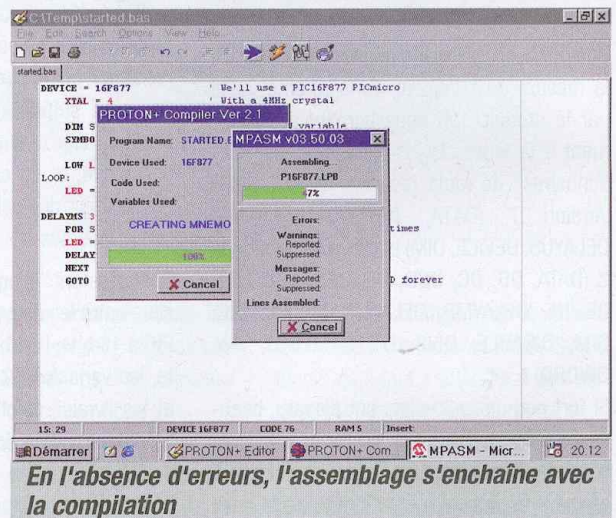 C:\Temp\started.bas
File Edit Search Options View Help
started.bas
DEVICE = 16F877 ' We'll use a PIC16F877 PICmicro
XTAL = 4 ' With a 4MHz crystal
DIM S variable
SYMBO
LOW L
LOOP:
LED =
DELAYMS 3
FOR S times
LED =
DELAY
NEXT
GOTO D forever
PROTON+ Compiler Ver 2.1
Program Name: STARTED.B
Device Used: 16F877
Code Used:
Variables Used:
CREATING MNEMO
100%
Cancel
MPASM v03.50.03
Assembling...
P16F877.LPB
47%
Errors:
Warnings:
Reported:
Suppressed:
Messages:
Reported:
Suppressed:
Lines Assembled:
Cancel
15: 29 DEVICE 16F877 CODE 76 RAM 5 Insert
Démarrer PROTON+ Editor PROTON+ Com... MPASM - Micr... 20:12
En l'absence d'erreurs, l'assemblage s'enchaîne avec
la compilation